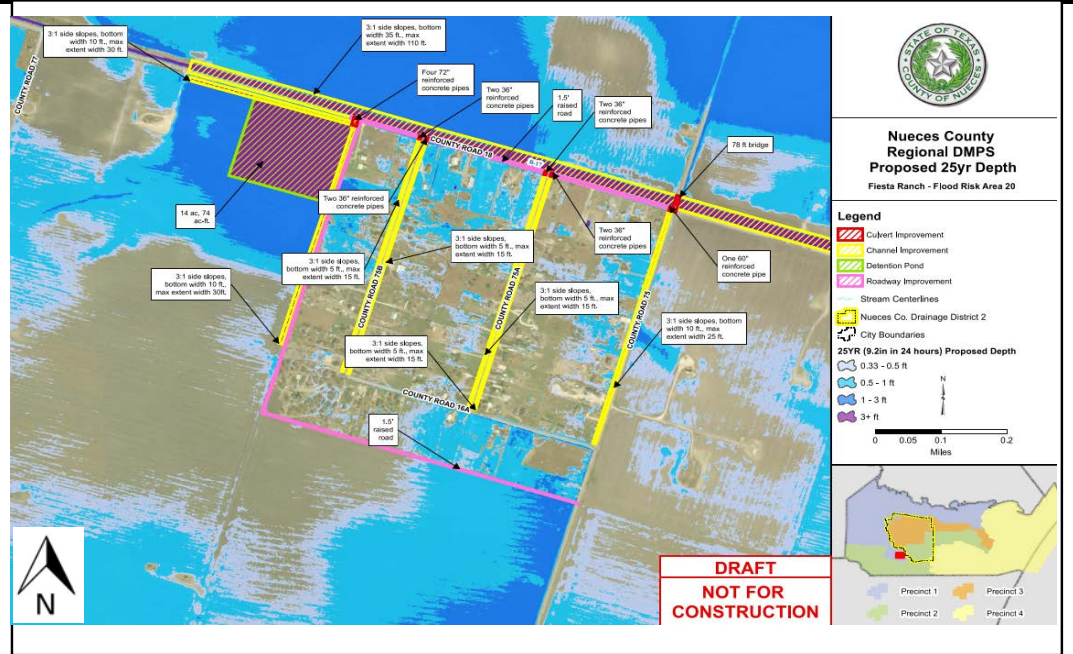 3:1 side slopes, bottom
width 10 ft., max
extent width 30 ft.
3:1 side slopes, bottom
width 35 ft., max
extent width 110 ft.
COUNTY ROAD 77
Four 72"
reinforced
concrete pipes
Two 36"
reinforced
concrete pipes
1.5'
raised
road
Two 36"
reinforced
concrete pipes
COUNTY ROAD 18
78 ft bridge
14 ac, 74
ac-ft.
Two 36" reinforced
concrete pipes
Two 36"
reinforced
concrete pipes
One 60"
reinforced
concrete pipe
3:1 side slopes,
bottom width 10 ft.,
max extent width 30ft.
3:1 side slopes,
bottom width 5 ft., max
extent width 15 ft.
3:1 side slopes,
bottom width 5 ft., max
extent width 15 ft.
3:1 side slopes,
bottom width 5 ft., max
extent width 15 ft.
3:1 side slopes,
bottom width 5 ft., max
extent width 15 ft.
3:1 side slopes, bottom
width 10 ft., max
extent width 25 ft.
COUNTY ROAD 75B
COUNTY ROAD 75A
COUNTY ROAD 75
COUNTY ROAD 16A
1.5'
raised
road
N
DRAFT
NOT FOR
CONSTRUCTION
STATE OF TEXAS
COUNTY OF NUECES
Nueces County
Regional DMPS
Proposed 25yr Depth
Fiesta Ranch - Flood Risk Area 20
Legend
Culvert Improvement
Channel Improvement
Detention Pond
Roadway Improvement
Stream Centerlines
Nueces Co. Drainage District 2
City Boundaries
25YR (9.2in in 24 hours) Proposed Depth
0.33 - 0.5 ft
0.5 - 1 ft
1 - 3 ft
3+ ft
N
0 0.05 0.1 0.2
Miles
Precinct 1
Precinct 3
Precinct 2
Precinct 4